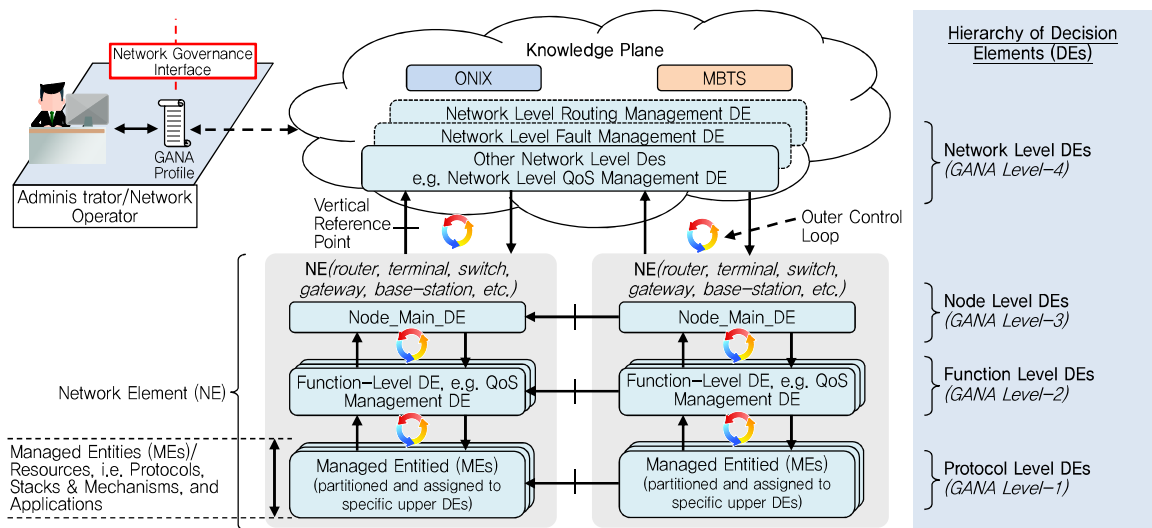 Network Governance
Interface
GANA
Profile
Adminis trator/Network
Operator
Knowledge Plane
ONIX
MBTS
Network Level Routing Management DE
Network Level Fault Management DE
Other Network Level Des
e.g. Network Level QoS Management DE
Vertical
Reference
Point
Outer Control
Loop
NE(router, terminal, switch,
gateway, base-station, etc.)
Node_Main_DE
Function-Level DE, e.g. QoS
Management DE
Managed Entitied (MEs)
(partitioned and assigned to
specific upper DEs)
NE(router, terminal, switch,
gateway, base-station, etc.)
Node_Main_DE
Function-Level DE, e.g. QoS
Management DE
Managed Entitied (MEs)
(partitioned and assigned to
specific upper DEs)
Network Element (NE)
Managed Entities (MEs)/
Resources, i.e. Protocols,
Stacks & Mechanisms, and
Applications
Hierarchy of Decision
Elements (DEs)
Network Level DEs
(GANA Level-4)
Node Level DEs
(GANA Level-3)
Function Level DEs
(GANA Level-2)
Protocol Level DEs
(GANA Level-1)